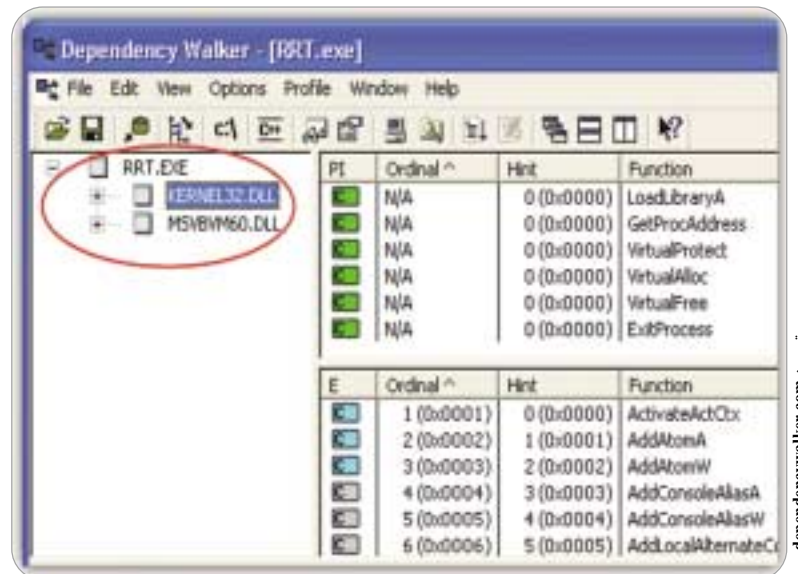 Dependency Walker - [RRT.exe]
File Edit View Options Profile Window Help
C:\
RRT.EXE
KERNEL32.DLL
MSVBVM60.DLL
PI Ordinal ^ Hint Function
N/A 0 (0x0000) LoadLibraryA
N/A 0 (0x0000) GetProcAddress
N/A 0 (0x0000) VirtualProtect
N/A 0 (0x0000) VirtualAlloc
N/A 0 (0x0000) VirtualFree
N/A 0 (0x0000) ExitProcess
E Ordinal ^ Hint Function
1 (0x0001) 0 (0x0000) ActivateActCtx
2 (0x0002) 1 (0x0001) AddAtomA
3 (0x0003) 2 (0x0002) AddAtomW
4 (0x0004) 3 (0x0003) AddConsoleAliasA
5 (0x0005) 4 (0x0004) AddConsoleAliasW
6 (0x0006) 5 (0x0005) AddLocalAlternateCo